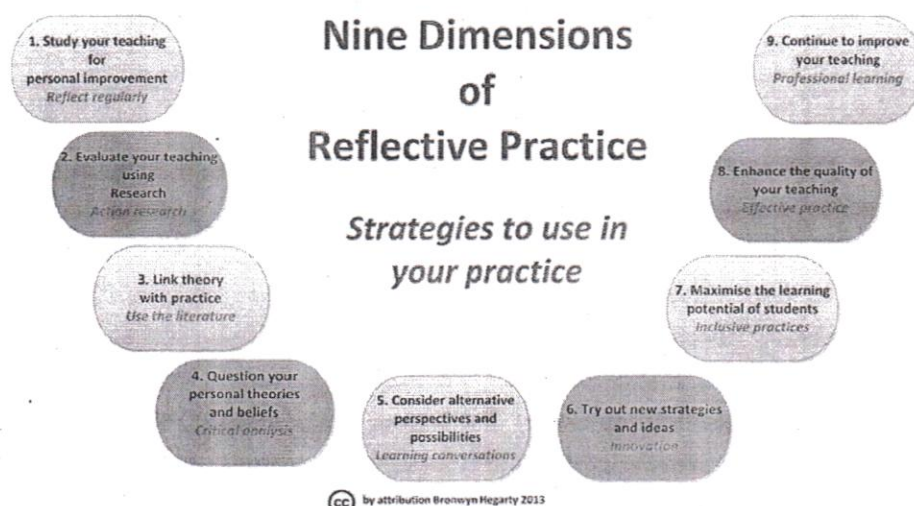 Nine Dimensions
of
Reflective Practice
Strategies to use in
your practice
1. Study your teaching
for
personal improvement
Reflect regularly
2. Evaluate your teaching
using
Research
Action research
3. Link theory
with practice
Use the literature
4. Question your
personal theories
and beliefs
Critical analysis
5. Consider alternative
perspectives and
possibilities
Learning conversations
6. Try out new strategies
and ideas
Innovation
7. Maximise the learning
potential of students
Inclusive practices
8. Enhance the quality of
your teaching
Effective practice
9. Continue to improve
your teaching
Professional learning
cc by attribution Bronwyn Hegarty 2013